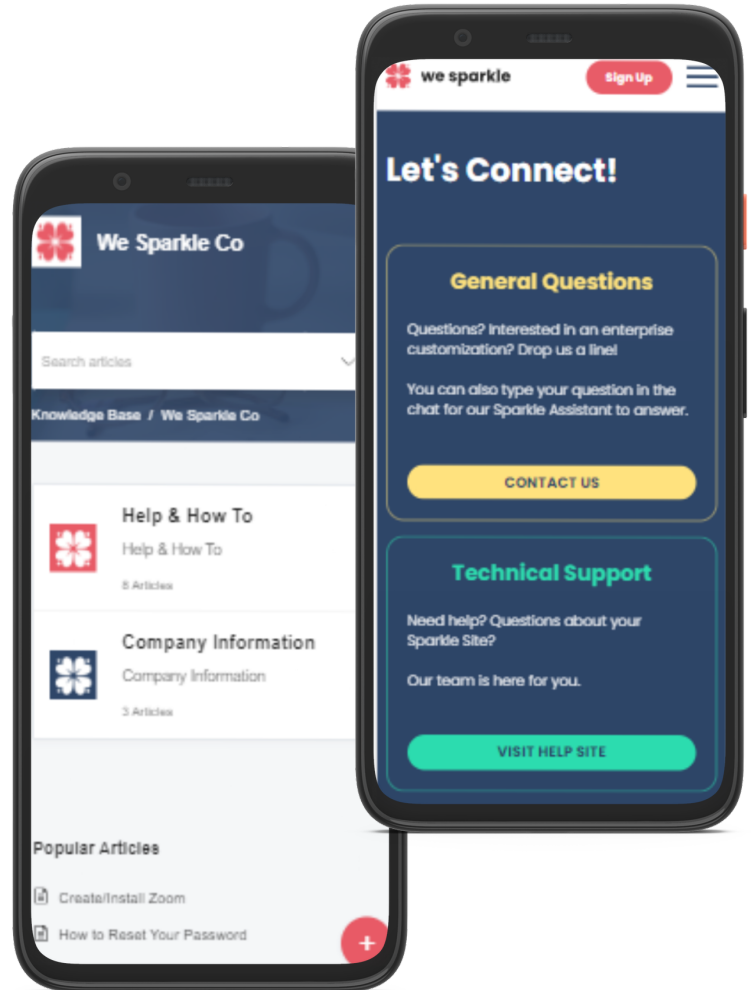 We Sparkle Co
Search articles
Knowledge Base / We Sparkle Co
Help & How To
Help & How To
8 Articles
Company Information
Company Information
3 Articles
Popular Articles
Create/Install Zoom
How to Reset Your Password
+
we sparkle
Sign Up
Let's Connect!
General Questions
Questions? Interested in an enterprise
customization? Drop us a line!
You can also type your question in the
chat for our Sparkle Assistant to answer.
CONTACT US
Technical Support
Need help? Questions about your
Sparkle Site?
Our team is here for you.
VISIT HELP SITE